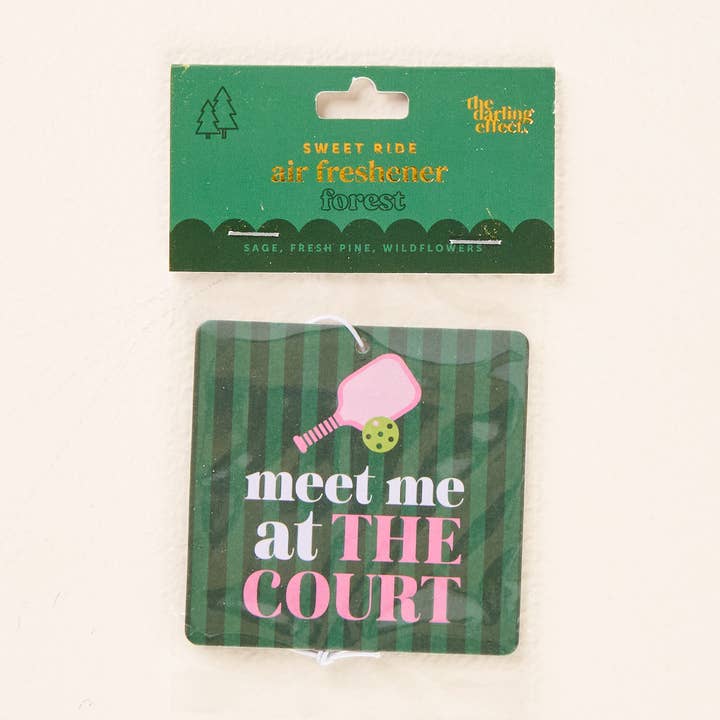 the
darling
effect.
SWEET RIDE
air freshener
forest
SAGE, FRESH PINE, WILDFLOWERS
meet me
at THE
COURT